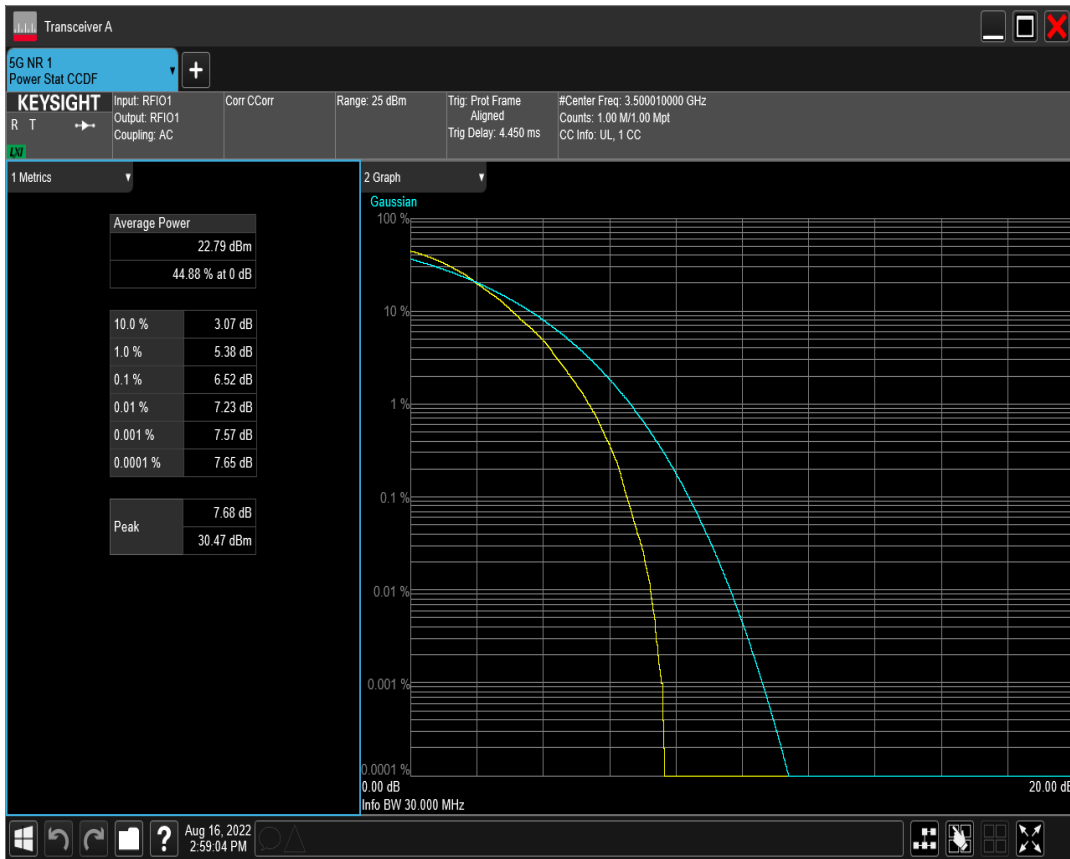 Transceiver A
5G NR 1
Power Stat CCDF
+
KEYSIGHT
R T
LXI
Input: RFIO1
Output: RFIO1
Coupling: AC
Corr CCorr
Range: 25 dBm
Trig: Prot Frame
Aligned
Trig Delay: 4.450 ms
#Center Freq: 3.500010000 GHz
Counts: 1.00 M/1.00 Mpt
CC Info: UL, 1 CC
1 Metrics
Average Power
22.79 dBm
44.88 % at 0 dB
10.0 % 3.07 dB
1.0 % 5.38 dB
0.1 % 6.52 dB
0.01 % 7.23 dB
0.001 % 7.57 dB
0.0001 % 7.65 dB
Peak 7.68 dB
30.47 dBm
2 Graph
Gaussian
100 %
10 %
1 %
0.1 %
0.01 %
0.001 %
0.0001 %
0.00 dB 20.00 dB
Info BW 30.000 MHz
?
Aug 16, 2022
2:59:04 PM